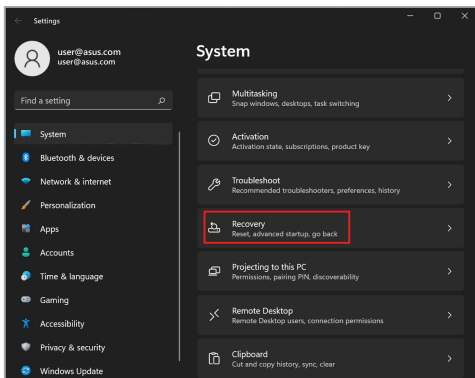 Settings
user@asus.com
user@asus.com
Find a setting
System
Bluetooth & devices
Network & internet
Personalization
Apps
Accounts
Time & language
Gaming
Accessibility
Privacy & security
Windows Update
System
Multitasking
Snap windows, desktops, task switching
Activation
Activation state, subscriptions, product key
Troubleshoot
Recommended troubleshooters, preferences, history
Recovery
Reset, advanced startup, go back
Projecting to this PC
Permissions, pairing PIN, discoverability
Remote Desktop
Remote Desktop users, connection permissions
Clipboard
Cut and copy history, sync, clear